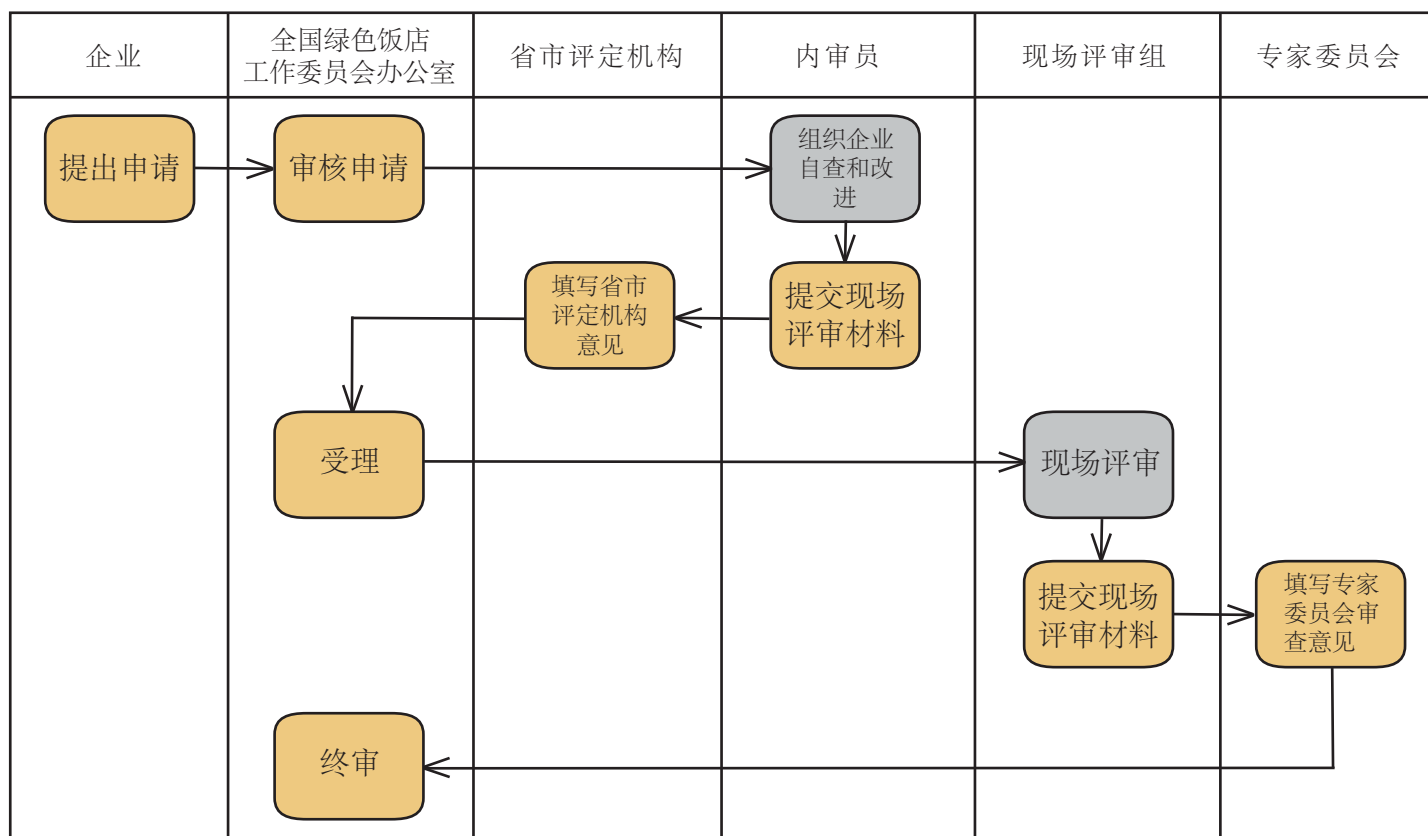 企业
全国绿色饭店
工作委员会办公室
省市评定机构
内审员
现场评审组
专家委员会
提出申请
审核申请
组织企业
自查和改
进
填写省市
评定机构
意见
提交现场
评审材料
受理
现场评审
提交现场
评审材料
填写专家
委员会审
查意见
终审